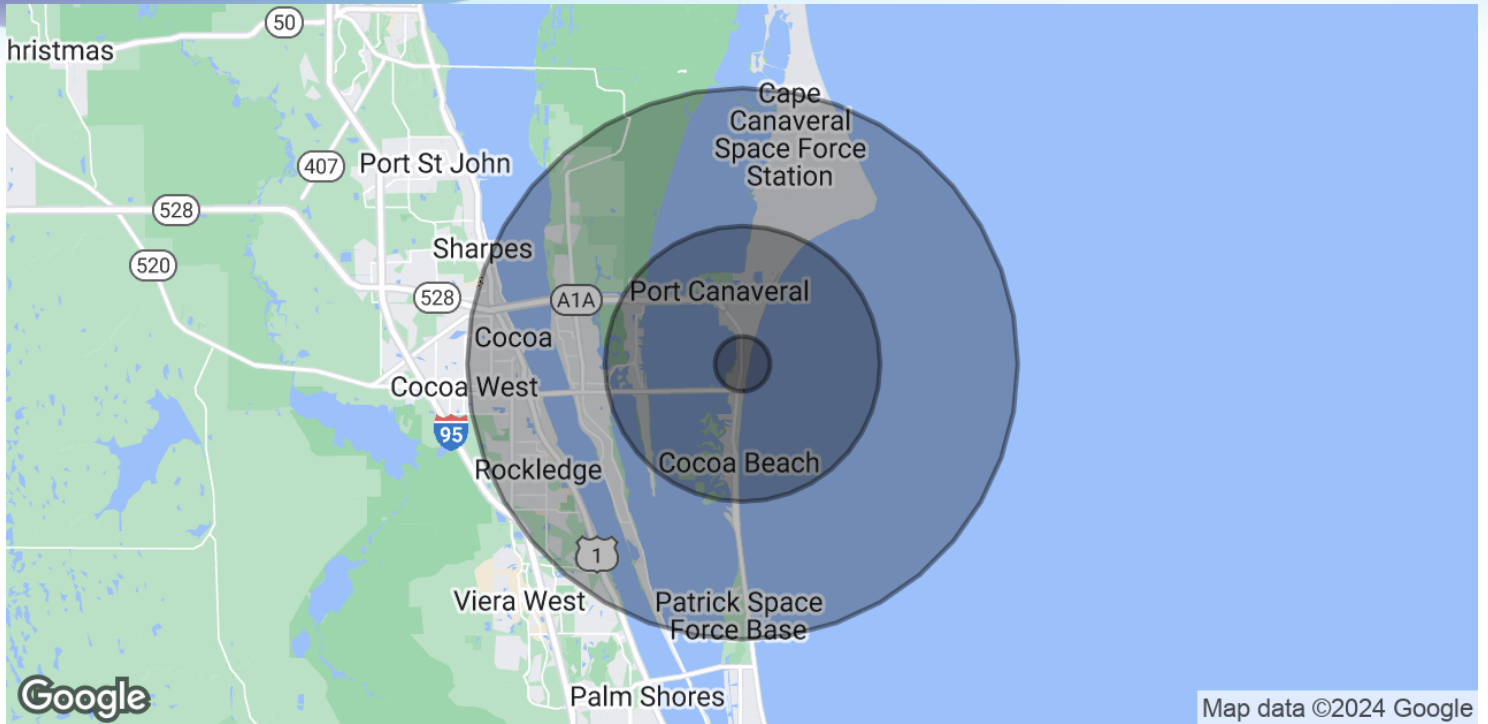 50
hristmas
Cape
Canaveral
Space Force
Station
407
Port St John
528
Sharpes
520
528
A1A
Port Canaveral
Cocoa
Cocoa West
95
Rockledge
Cocoa Beach
1
Viera West
Patrick Space
Force Base
Palm Shores
Google
Map data ©2024 Google